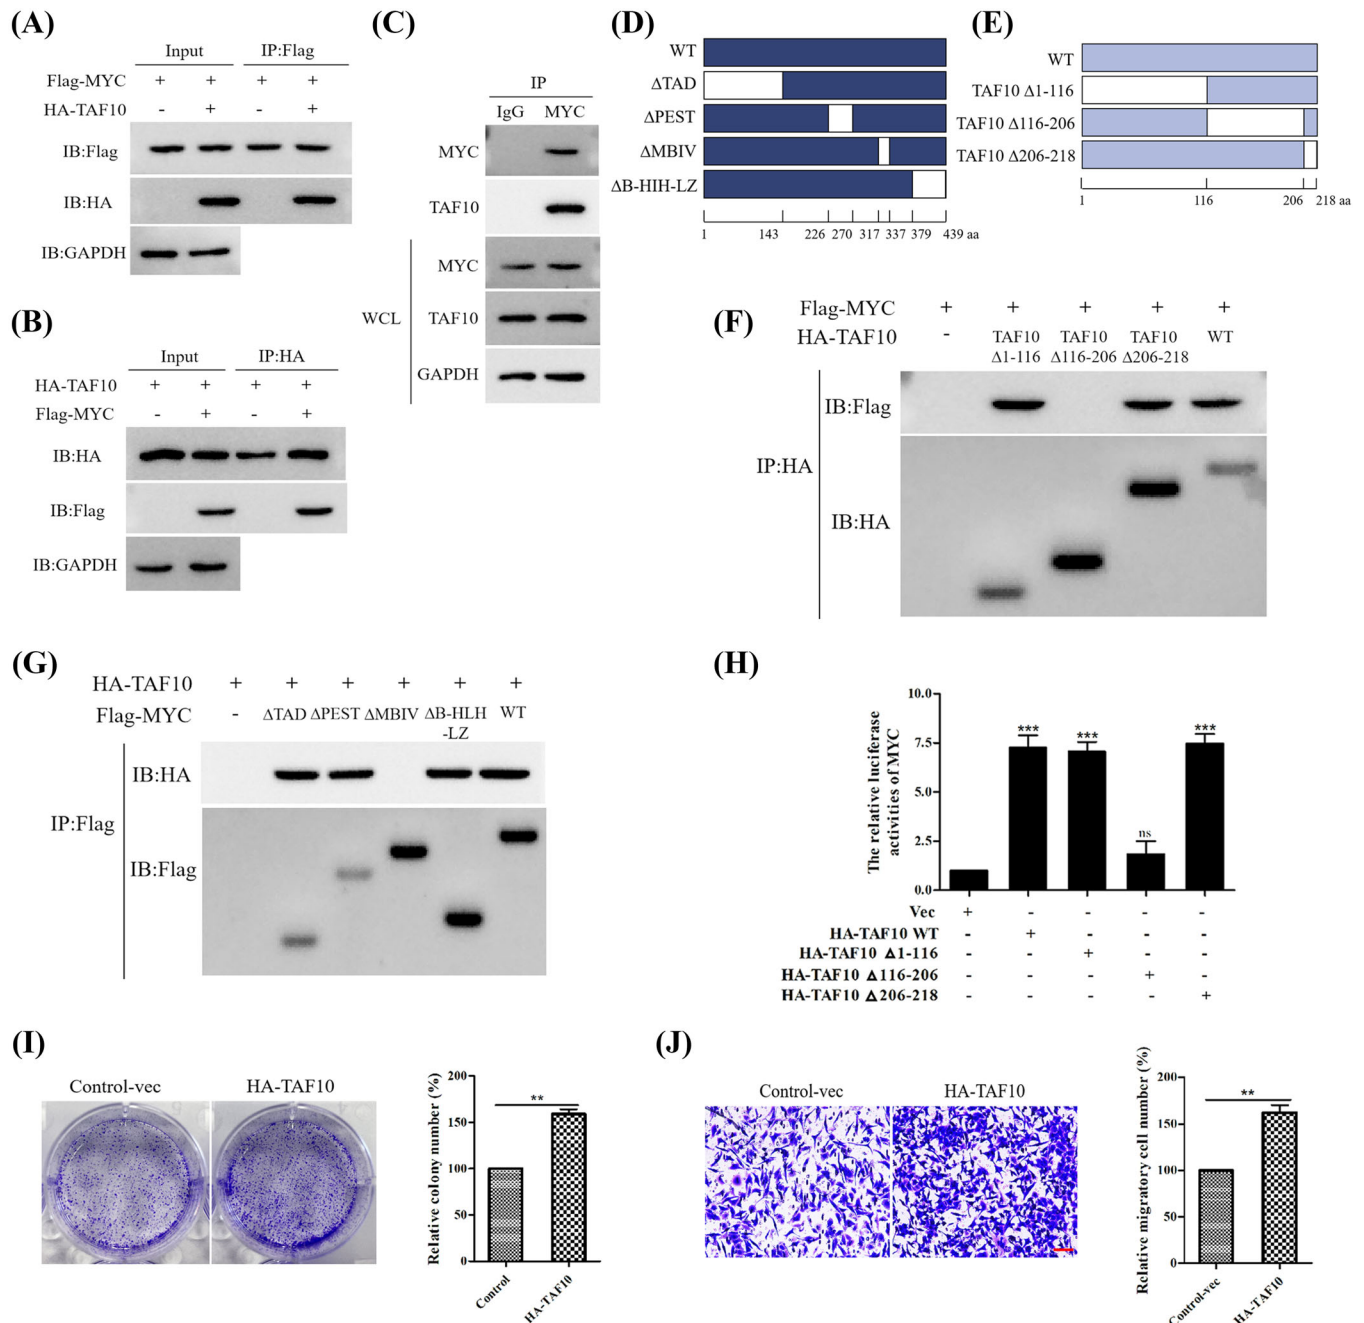 (A)
Input IP:Flag
Flag-MYC + + + +
HA-TAF10 - + - +
IB:Flag
IB:HA
IB:GAPDH
(B)
Input IP:HA
HA-TAF10 + + + +
Flag-MYC - + - +
IB:HA
IB:Flag
IB:GAPDH
(C)
IP
IgG MYC
MYC
TAF10
WCL
MYC
TAF10
GAPDH
(D)
WT
ΔTAD
ΔPEST
ΔMBIV
ΔB-HIH-LZ
1 143 226 270 317 337 379 439 aa
(E)
WT
TAF10 Δ1-116
TAF10 Δ116-206
TAF10 Δ206-218
1 116 206 218 aa
(F)
Flag-MYC + + + + +
HA-TAF10 - TAF10 TAF10 TAF10 WT
Δ1-116 Δ116-206 Δ206-218
IP:HA
IB:Flag
IB:HA
(G)
HA-TAF10 + + + + + +
Flag-MYC - ΔTAD ΔPEST ΔMBIV ΔB-HLH WT
-LZ
IP:Flag
IB:HA
IB:Flag
(H)
The relative luciferase
activities of MYC
10.0
7.5
5.0
2.5
0.0
*** *** ns ***
Vec + - - - -
HA-TAF10 WT - + - - -
HA-TAF10 Δ1-116 - - + - -
HA-TAF10 Δ116-206 - - - + -
HA-TAF10 Δ206-218 - - - - +
(I)
Control-vec HA-TAF10
Relative colony number (%)
200
150
100
50
0
**
Control HA-TAF10
(J)
Control-vec HA-TAF10
Relative migratory cell number (%)
200
150
100
50
0
**
Control-vec HA-TAF10